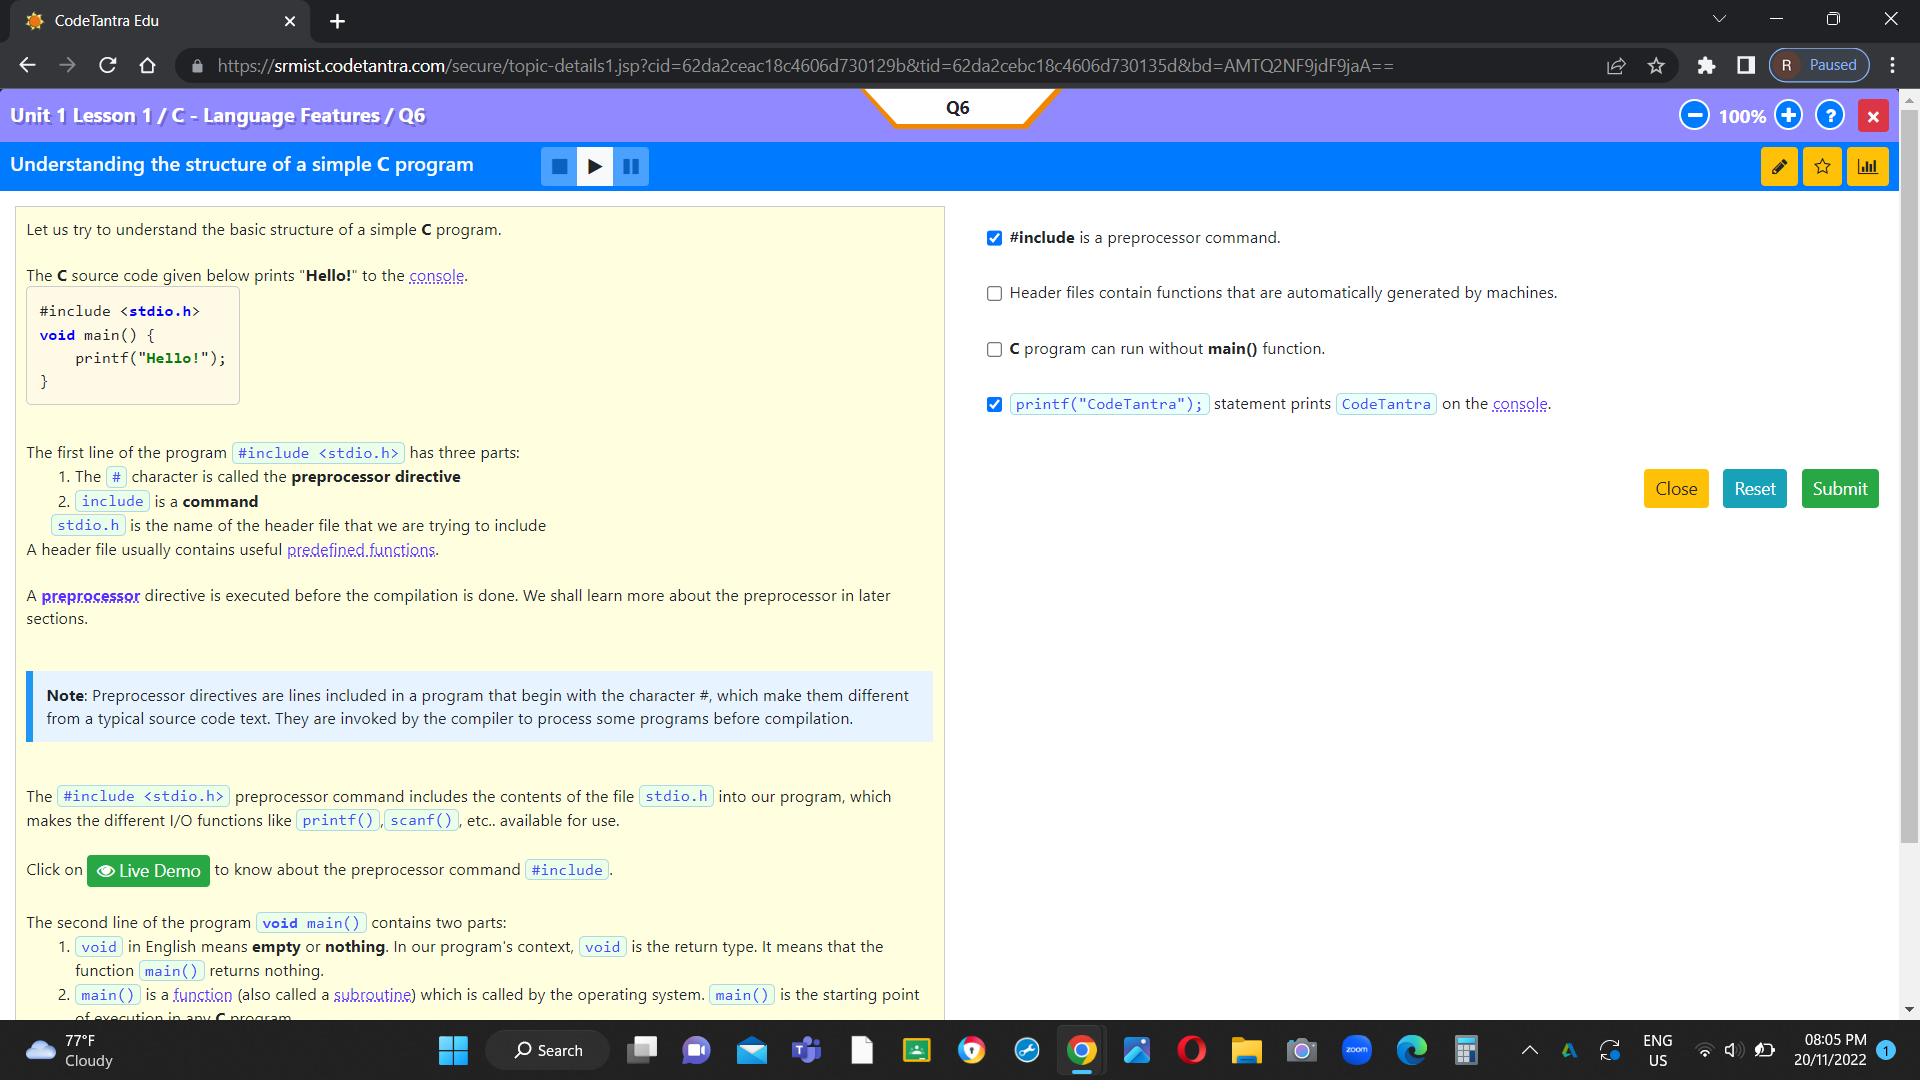 CodeTantra Edu
https://srmist.codetantra.com/secure/topic-details1.jsp?cid=62da2ceac18c4606d730129b&tid=62da2cebc18c4606d730135d&bd=AMTQ2NF9jdF9jaA==
R Paused
Unit 1 Lesson 1 / C - Language Features / Q6
Q6
100%
?
Understanding the structure of a simple C program
Let us try to understand the basic structure of a simple C program.
The C source code given below prints "Hello!" to the console.
#include <stdio.h>
void main() {
printf("Hello!");
}
The first line of the program #include <stdio.h> has three parts:
1. The # character is called the preprocessor directive
2. include is a command
stdio.h is the name of the header file that we are trying to include
A header file usually contains useful predefined functions.
A preprocessor directive is executed before the compilation is done. We shall learn more about the preprocessor in later
sections.
Note: Preprocessor directives are lines included in a program that begin with the character #, which make them different
from a typical source code text. They are invoked by the compiler to process some programs before compilation.
The #include <stdio.h> preprocessor command includes the contents of the file stdio.h into our program, which
makes the different I/O functions like printf(), scanf(), etc.. available for use.
Click on Live Demo to know about the preprocessor command #include.
The second line of the program void main() contains two parts:
1. void in English means empty or nothing. In our program's context, void is the return type. It means that the
function main() returns nothing.
2. main() is a function (also called a subroutine) which is called by the operating system. main() is the starting point
of execution in any C program.
#include is a preprocessor command.
Header files contain functions that are automatically generated by machines.
C program can run without main() function.
printf("CodeTantra"); statement prints CodeTantra on the console.
Close
Reset
Submit
77°F
Cloudy
Search
zoom
ENG
US
08:05 PM
20/11/2022
1